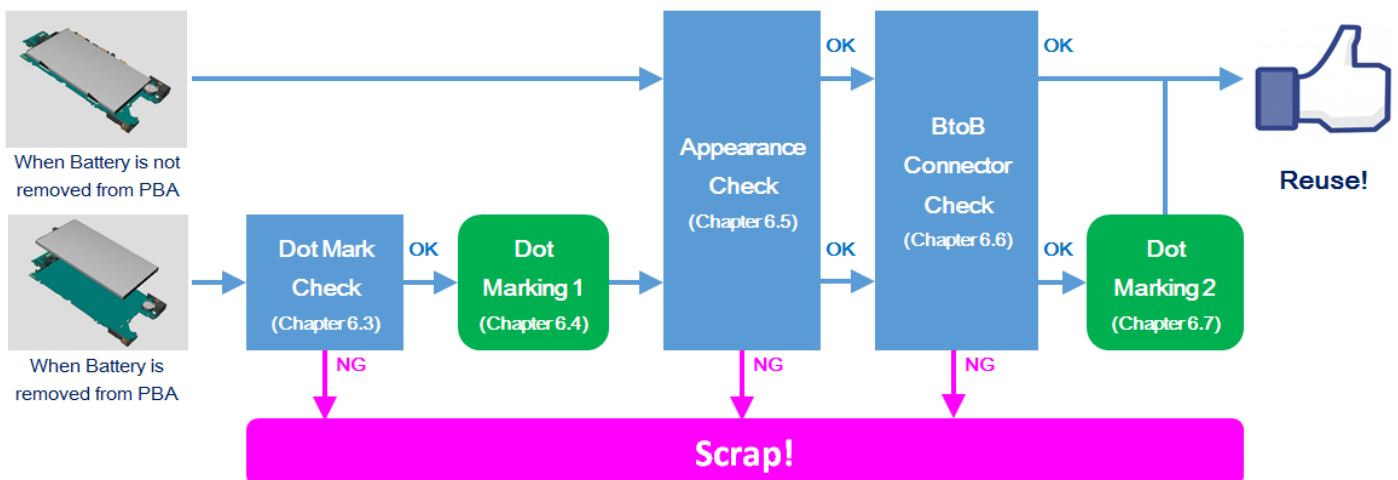 When Battery is not
removed from PBA
When Battery is
removed from PBA
Dot Mark
Check
(Chapter 6.3)
OK
NG
Dot
Marking 1
(Chapter 6.4)
Appearance
Check
(Chapter 6.5)
OK
OK
NG
BtoB
Connector
Check
(Chapter 6.6)
OK
OK
NG
Dot
Marking 2
(Chapter 6.7)
Reuse!
Scrap!